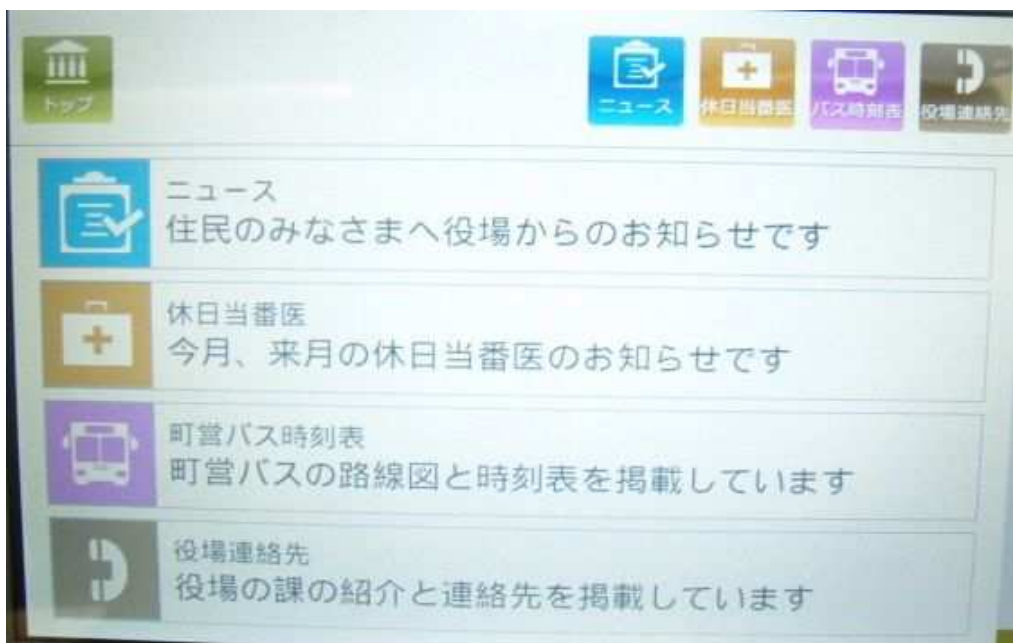 トップ
ニュース
休日当番医
バス時刻表
役場連絡先
ニュース
住民のみなさまへ役場からのお知らせです
休日当番医
今月、来月の休日当番医のお知らせです
町営バス時刻表
町営バスの路線図と時刻表を掲載しています
役場連絡先
役場の課の紹介と連絡先を掲載しています